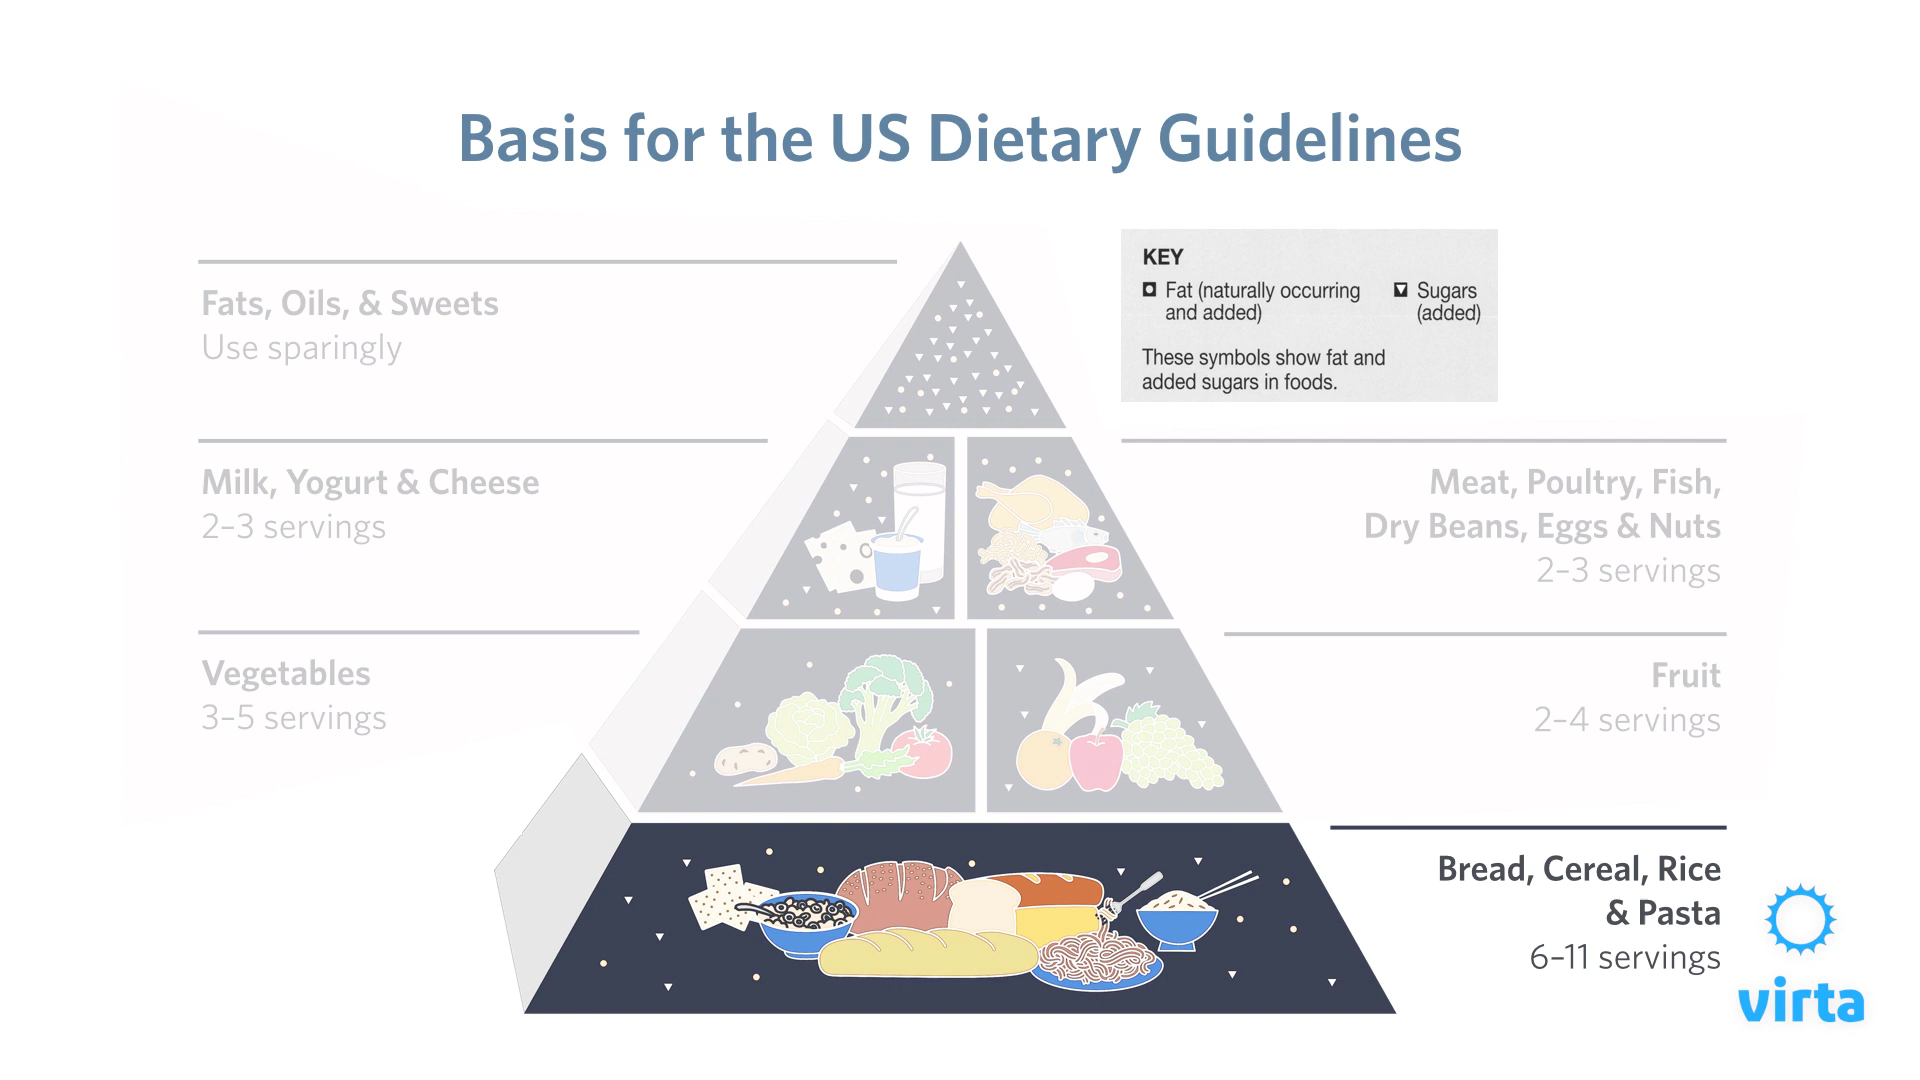 Basis for the US Dietary Guidelines
KEY
Fat (naturally occurring
and added)
Sugars
(added)
These symbols show fat and
added sugars in foods.
Fats, Oils, & Sweets
Use sparingly
Milk, Yogurt & Cheese
2–3 servings
Meat, Poultry, Fish,
Dry Beans, Eggs & Nuts
2–3 servings
Vegetables
3–5 servings
Fruit
2–4 servings
Bread, Cereal, Rice
& Pasta
6–11 servings
virta